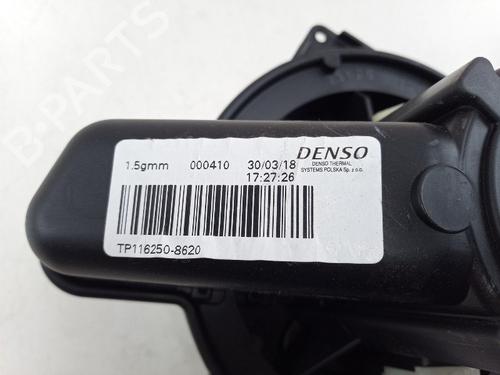 B-PARTS
1.5gmm 000410 30/03/18 DENSO
17:27:26
DENSO THERMAL
SYSTEMS POLSKA Sp. z o.o.
TP116250-8620